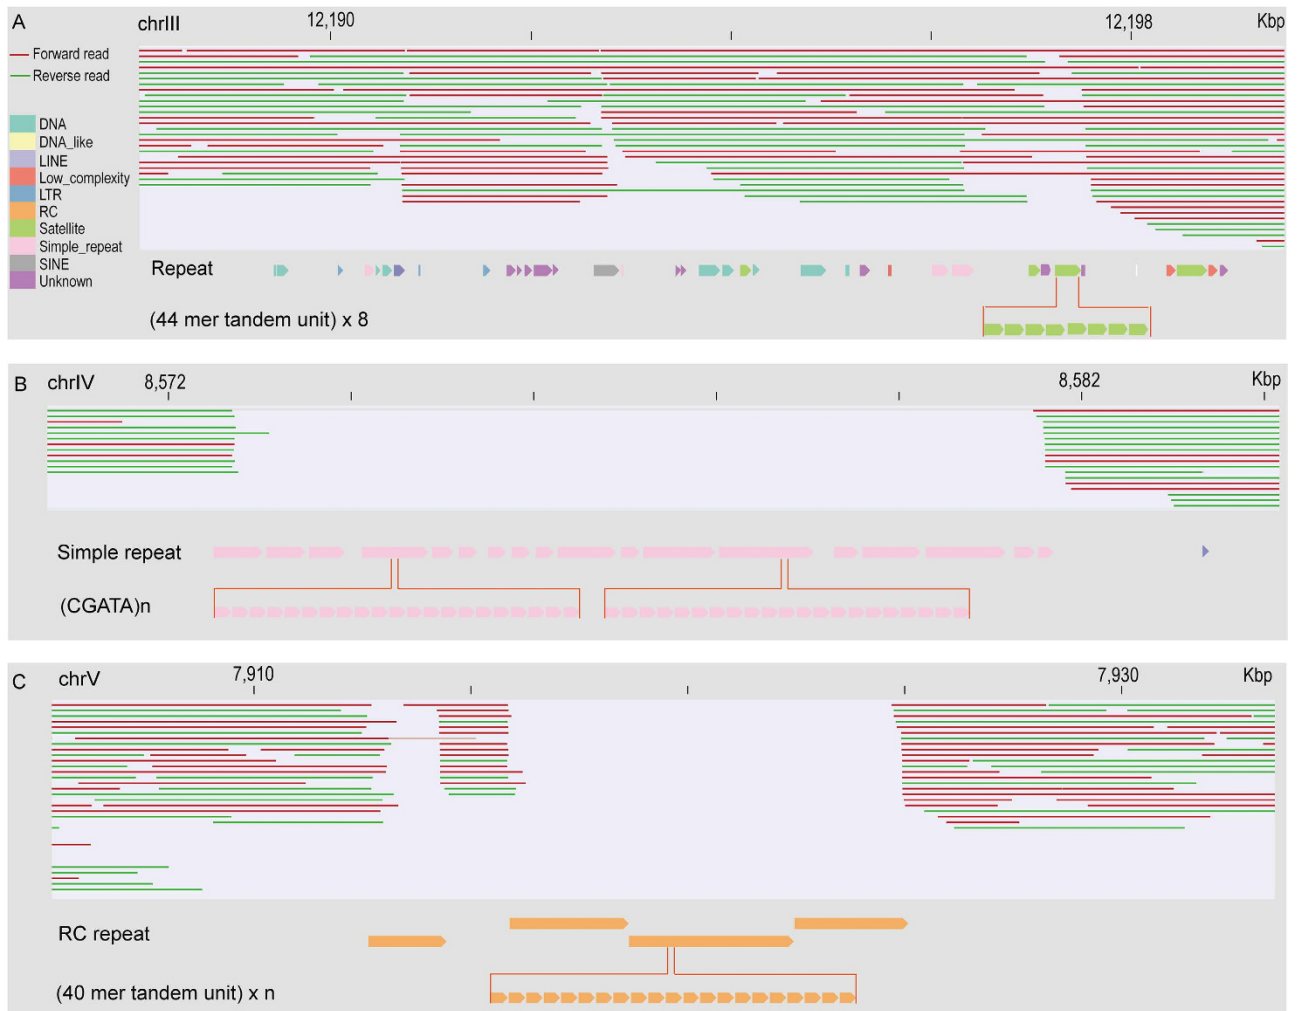 A chrIII 12,190 12,198 Kbp
Forward read
Reverse read
DNA
DNA_like
LINE
Low_complexity
LTR
RC
Satellite
Simple_repeat
SINE
Unknown
Repeat
(44 mer tandem unit) x 8
B chrIV 8,572 8,582 Kbp
Simple repeat
(CGATA)n
C chrV 7,910 7,930 Kbp
RC repeat
(40 mer tandem unit) x n